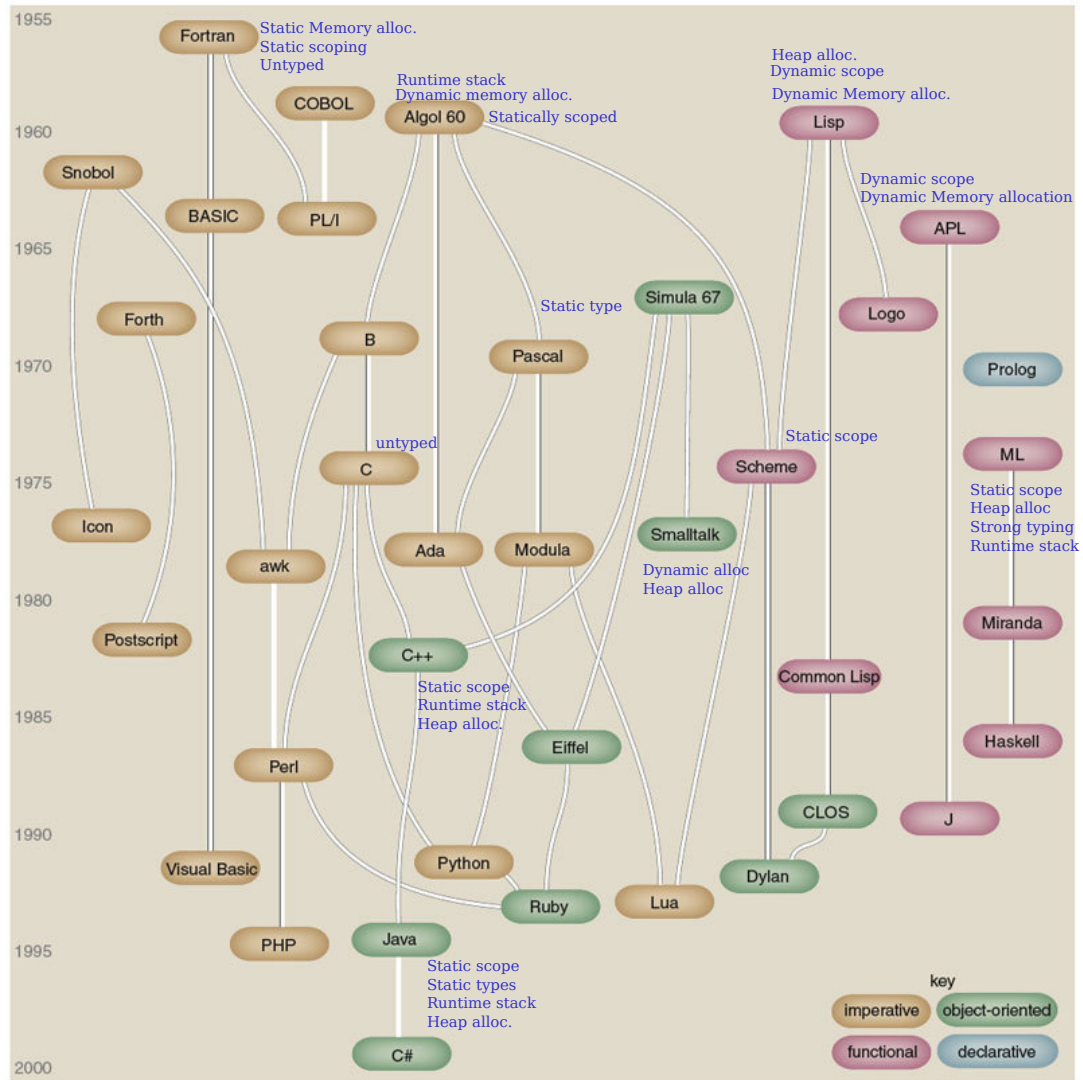 1955
Fortran
Static Memory alloc.
Static scoping
Untyped
Heap alloc.
Dynamic scope
Dynamic Memory alloc.
Runtime stack
Dynamic memory alloc.
COBOL
Algol 60
Statically scoped
Lisp
1960
Snobol
Dynamic scope
Dynamic Memory allocation
BASIC
PL/I
APL
1965
Simula 67
Static type
Logo
Forth
B
Pascal
1970
Prolog
untyped
Static scope
C
Scheme
ML
1975
Static scope
Heap alloc
Strong typing
Runtime stack
Icon
Smalltalk
Ada
Modula
awk
Dynamic alloc
Heap alloc
1980
Postscript
Miranda
C++
Common Lisp
Static scope
Runtime stack
Heap alloc.
1985
Eiffel
Haskell
Perl
CLOS
J
1990
Visual Basic
Python
Dylan
Ruby
Lua
PHP
Java
1995
Static scope
Static types
Runtime stack
Heap alloc.
key
imperative
object-oriented
functional
declarative
C#
2000